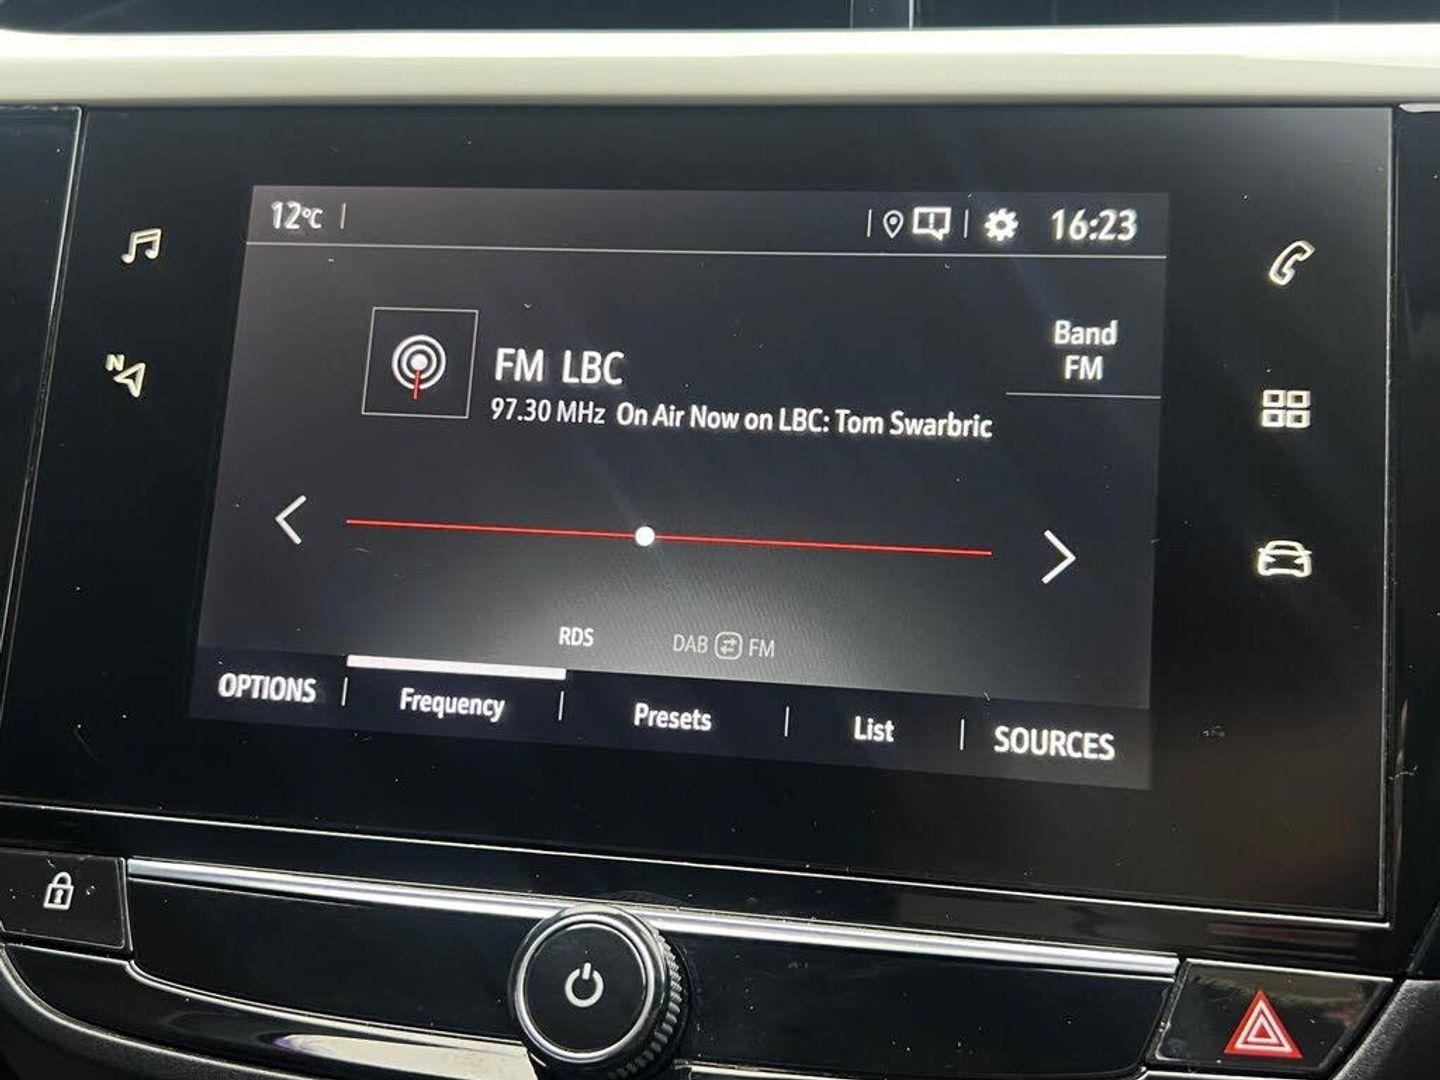 12°C
16:23
N
Band
FM
FM LBC
97.30 MHz On Air Now on LBC: Tom Swarbric
RDS
DAB FM
OPTIONS
Frequency
Presets
List
SOURCES